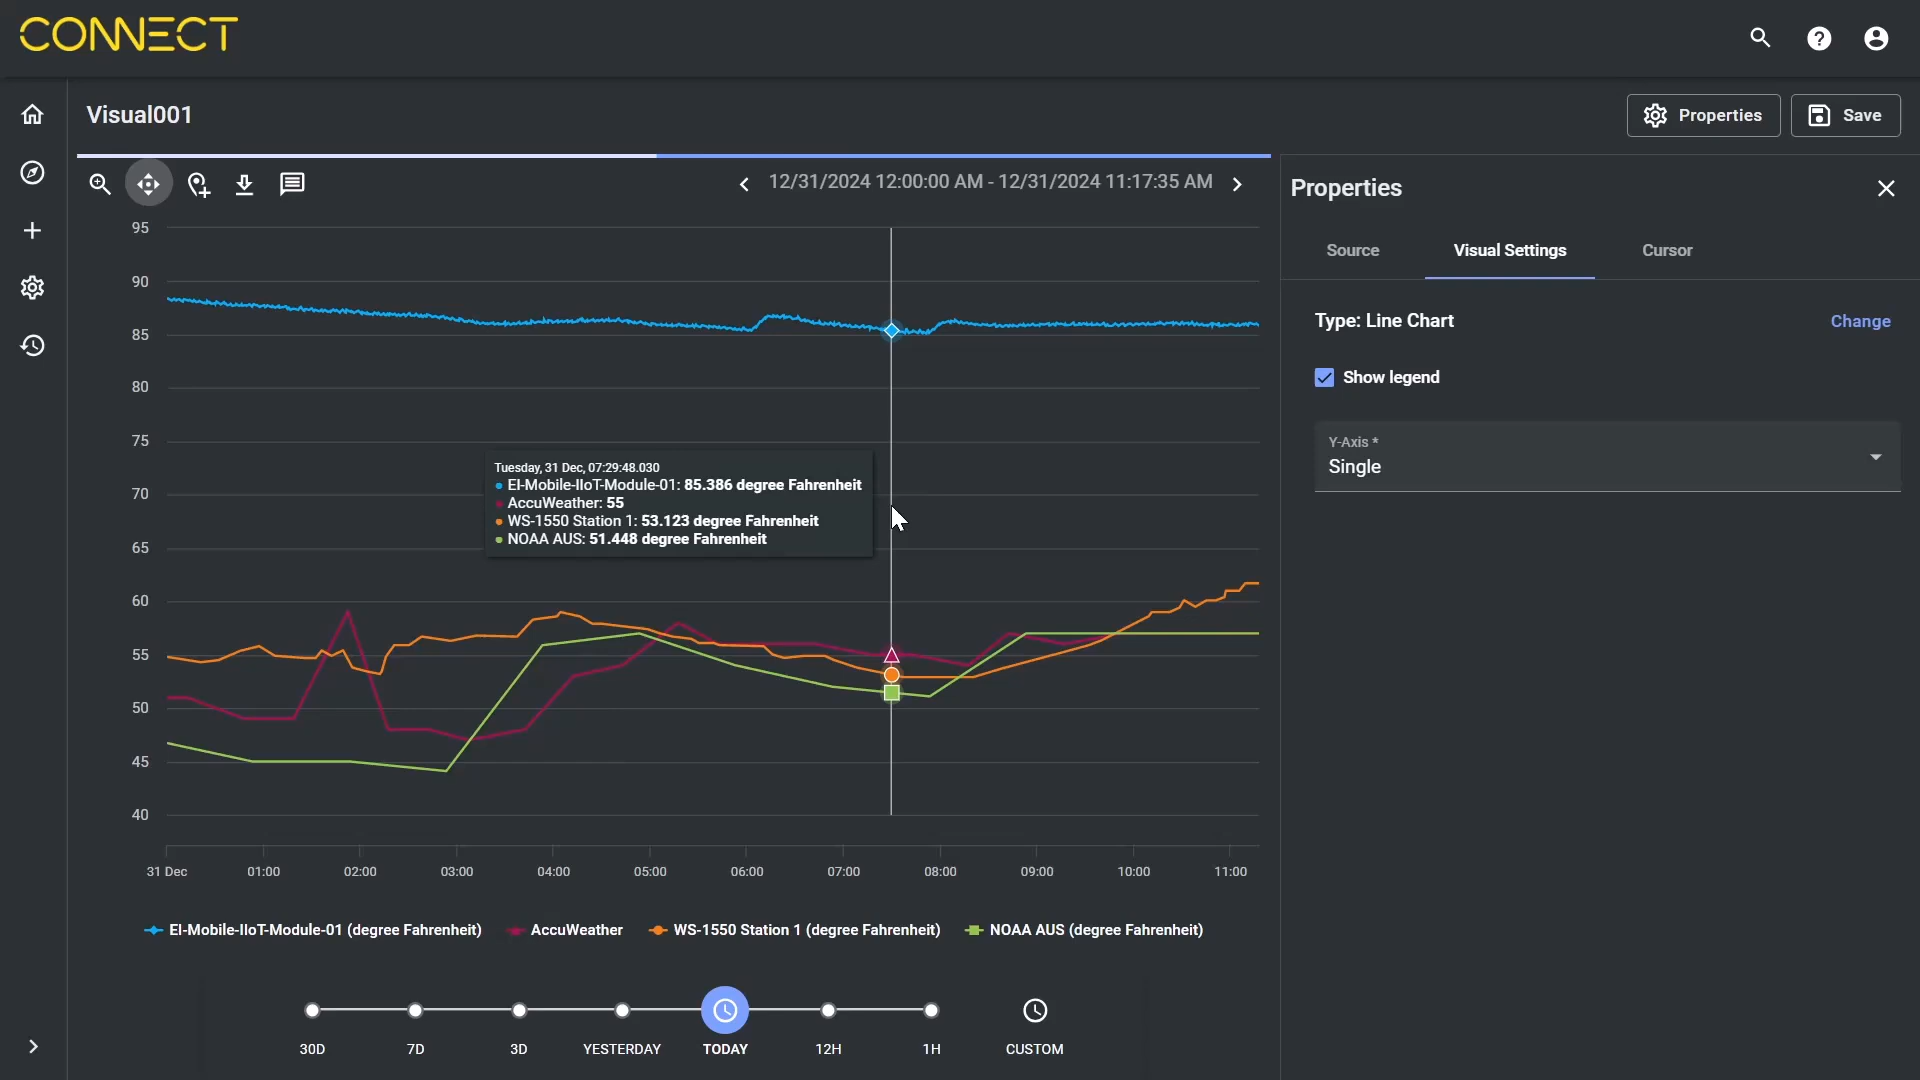 CONNECT
Visual001
Properties
Save
12/31/2024 12:00:00 AM - 12/31/2024 11:17:35 AM
Properties
Source
Visual Settings
Cursor
Type: Line Chart
Change
Show legend
Y-Axis *
Single
95
90
85
80
75
70
65
60
55
50
45
40
Tuesday, 31 Dec, 07:29:48.030
EI-Mobile-IIoT-Module-01: 85.386 degree Fahrenheit
AccuWeather: 55
WS-1550 Station 1: 53.123 degree Fahrenheit
NOAA AUS: 51.448 degree Fahrenheit
31 Dec 01:00 02:00 03:00 04:00 05:00 06:00 07:00 08:00 09:00 10:00 11:00
EI-Mobile-IIoT-Module-01 (degree Fahrenheit) AccuWeather WS-1550 Station 1 (degree Fahrenheit) NOAA AUS (degree Fahrenheit)
30D 7D 3D YESTERDAY TODAY 12H 1H CUSTOM